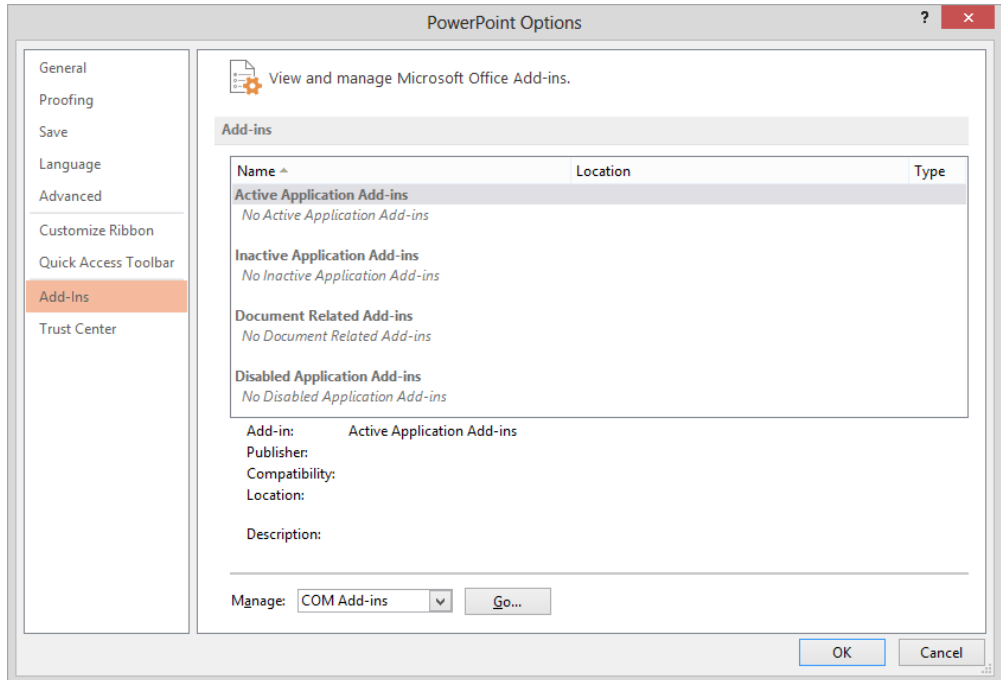 PowerPoint Options
?
General
Proofing
Save
Language
Advanced
Customize Ribbon
Quick Access Toolbar
Add-Ins
Trust Center
View and manage Microsoft Office Add-ins.
Add-ins
Name Location Type
Active Application Add-ins
No Active Application Add-ins
Inactive Application Add-ins
No Inactive Application Add-ins
Document Related Add-ins
No Document Related Add-ins
Disabled Application Add-ins
No Disabled Application Add-ins
Add-in: Active Application Add-ins
Publisher:
Compatibility:
Location:
Description:
Manage: COM Add-ins Go...
OK Cancel